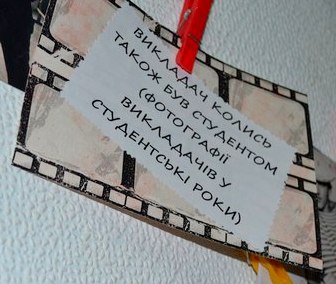 ВИКЛАДАЧ КОЛИСЬ
ТАКОЖ БУВ СТУДЕНТОМ
(ФОТОГРАФІЇ
ВИКЛАДАЧІВ У
СТУДЕНТСЬКІ РОКИ)